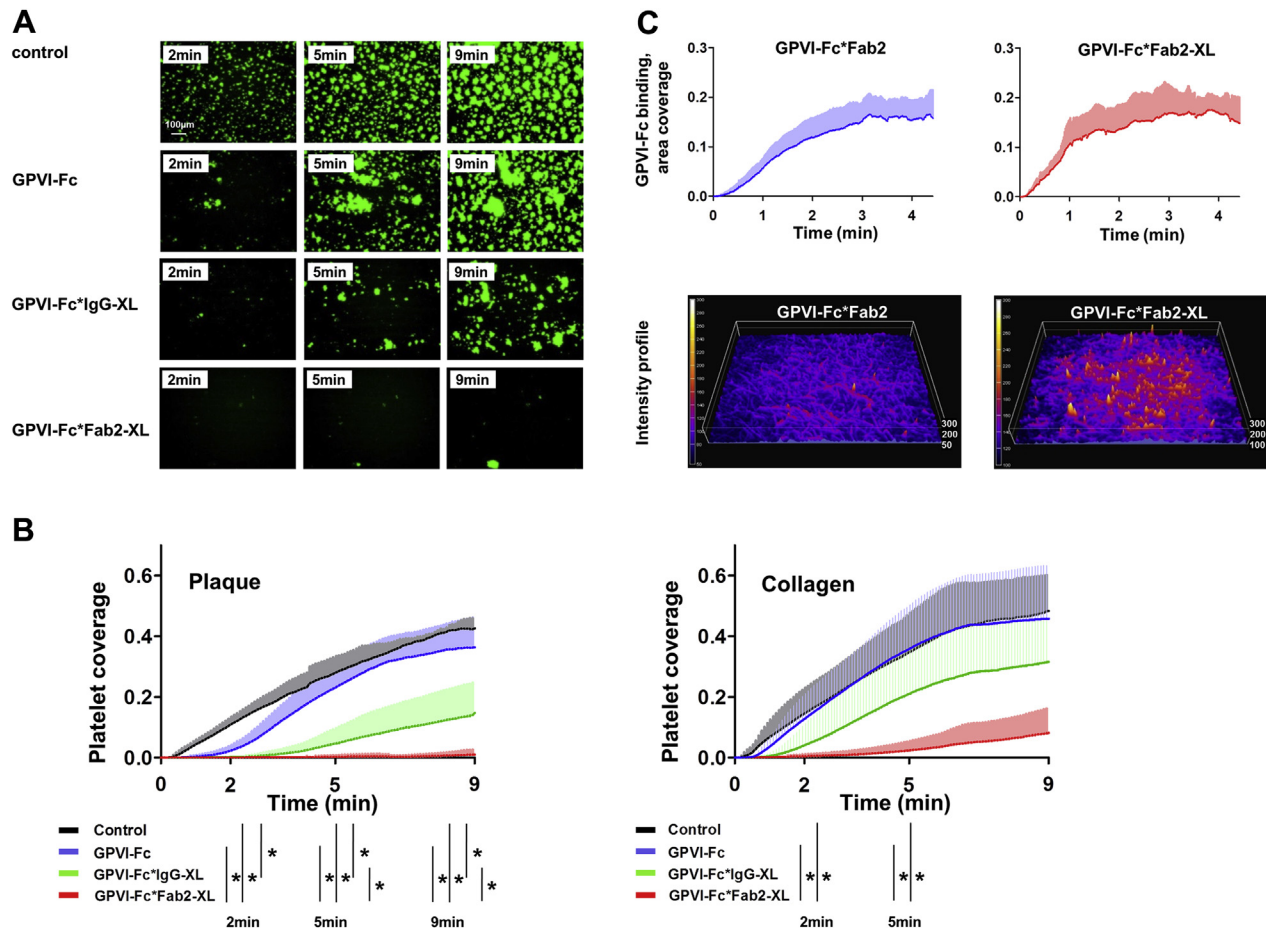 A
control
2min
5min
9min
100µm
GPVI-Fc
2min
5min
9min
GPVI-Fc*IgG-XL
2min
5min
9min
GPVI-Fc*Fab2-XL
2min
5min
9min
C
GPVI-Fc*Fab2
GPVI-Fc binding,
area coverage
0.3
0.2
0.1
0.0
0 1 2 3 4
Time (min)
GPVI-Fc*Fab2-XL
0.3
0.2
0.1
0.0
0 1 2 3 4
Time (min)
Intensity profile
GPVI-Fc*Fab2
300
200
50
GPVI-Fc*Fab2-XL
300
200
100
B
Plaque
Platelet coverage
0.6
0.4
0.2
0.0
0 2 5 9
Time (min)
Control
GPVI-Fc
GPVI-Fc*IgG-XL
GPVI-Fc*Fab2-XL
* * *
2min
* * * *
5min
* * * *
9min
Collagen
Platelet coverage
0.6
0.4
0.2
0.0
0 2 5 9
Time (min)
Control
GPVI-Fc
GPVI-Fc*IgG-XL
GPVI-Fc*Fab2-XL
* *
2min
* *
5min